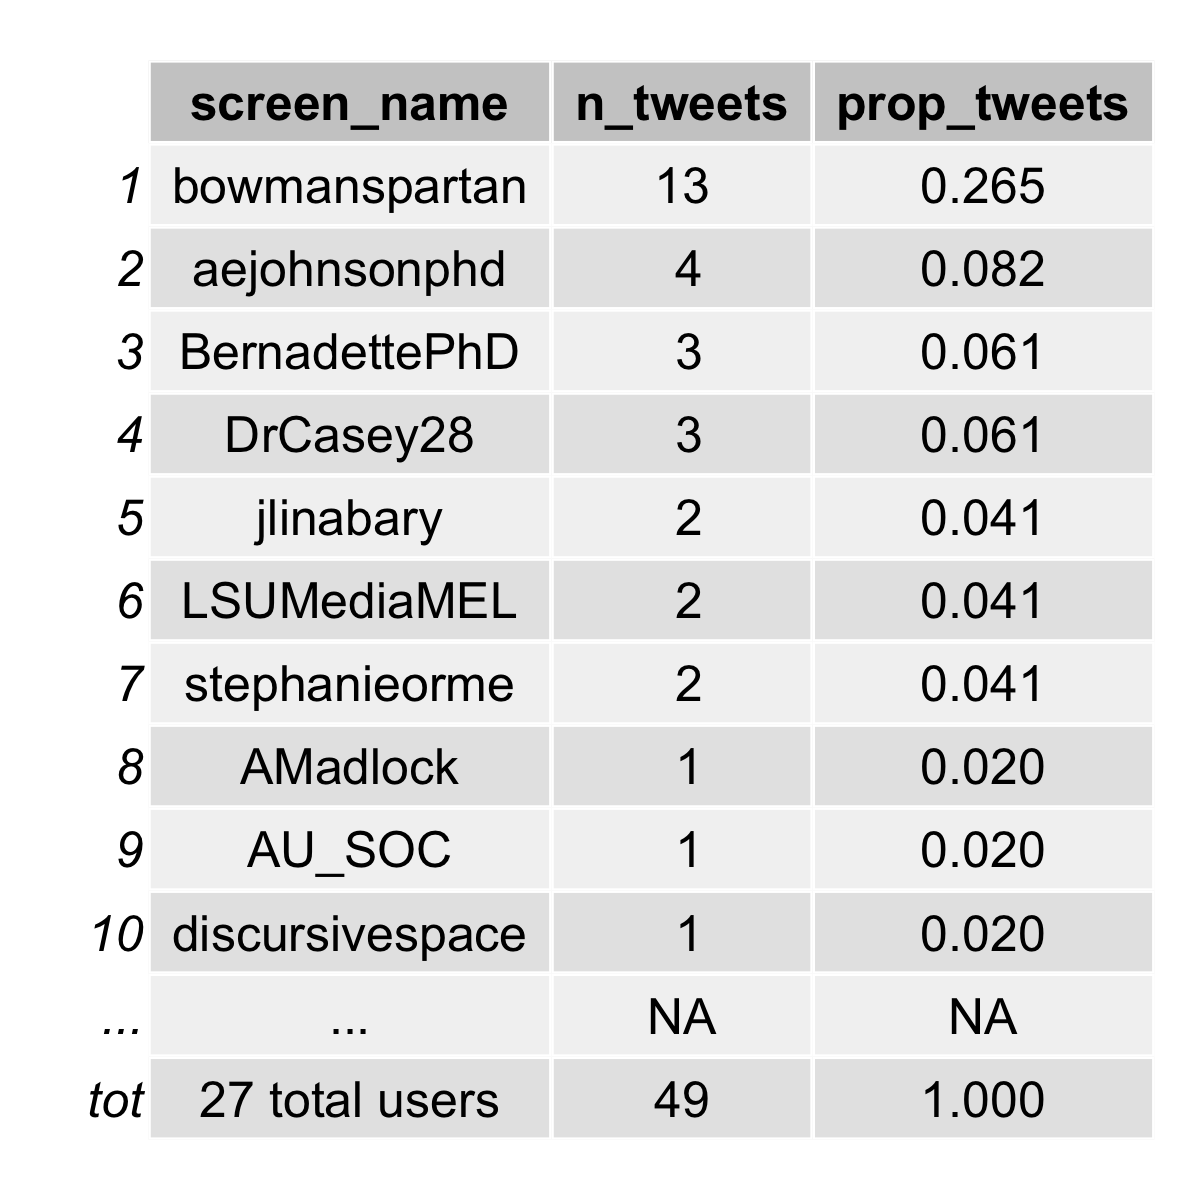 screen_name n_tweets prop_tweets
1 bowmanspartan 13 0.265
2 aejohnsonphd 4 0.082
3 BernadettePhD 3 0.061
4 DrCasey28 3 0.061
5 jlinabary 2 0.041
6 LSUMediaMEL 2 0.041
7 stephanieorme 2 0.041
8 AMadlock 1 0.020
9 AU_SOC 1 0.020
10 discursivespace 1 0.020
... ... NA NA
tot 27 total users 49 1.000